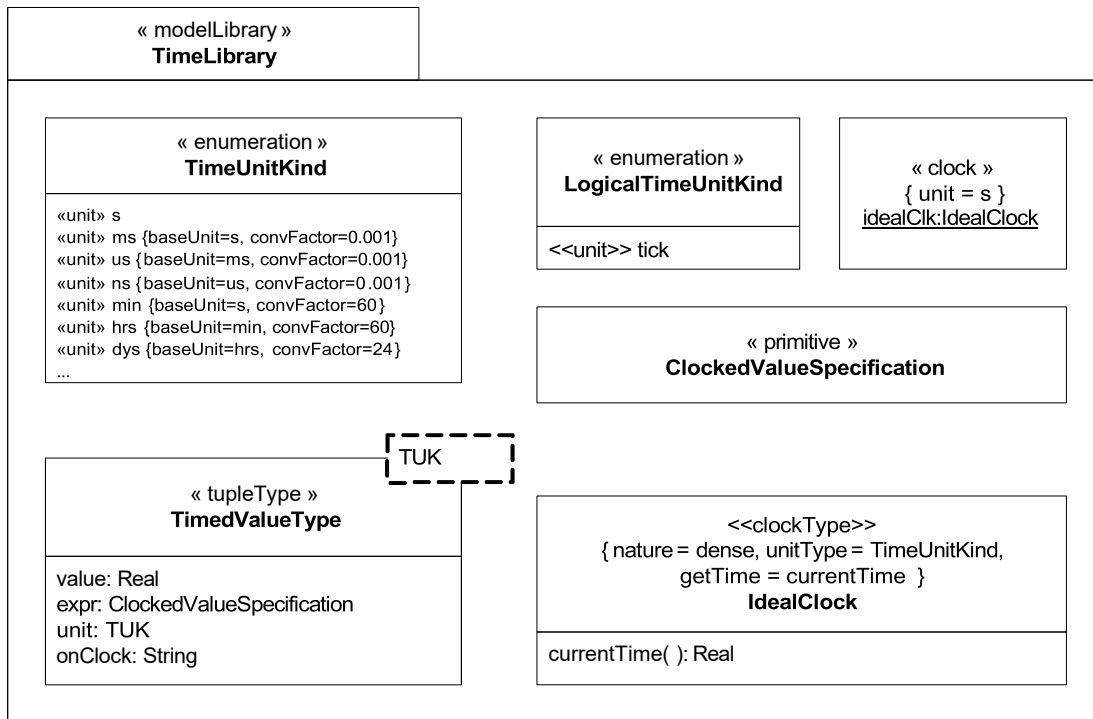 « modelLibrary »
TimeLibrary
« enumeration »
TimeUnitKind
«unit» s
«unit» ms {baseUnit=s, convFactor=0.001}
«unit» us {baseUnit=ms, convFactor=0.001}
«unit» ns {baseUnit=us, convFactor=0.001}
«unit» min {baseUnit=s, convFactor=60}
«unit» hrs {baseUnit=min, convFactor=60}
«unit» dys {baseUnit=hrs, convFactor=24}
...
« enumeration »
LogicalTimeUnitKind
<<unit>> tick
« clock »
{ unit = s }
idealClk:IdealClock
« primitive »
ClockedValueSpecification
TUK
« tupleType »
TimedValueType
value: Real
expr: ClockedValueSpecification
unit: TUK
onClock: String
<<clockType>>
{ nature = dense, unitType = TimeUnitKind,
getTime = currentTime }
IdealClock
currentTime( ): Real